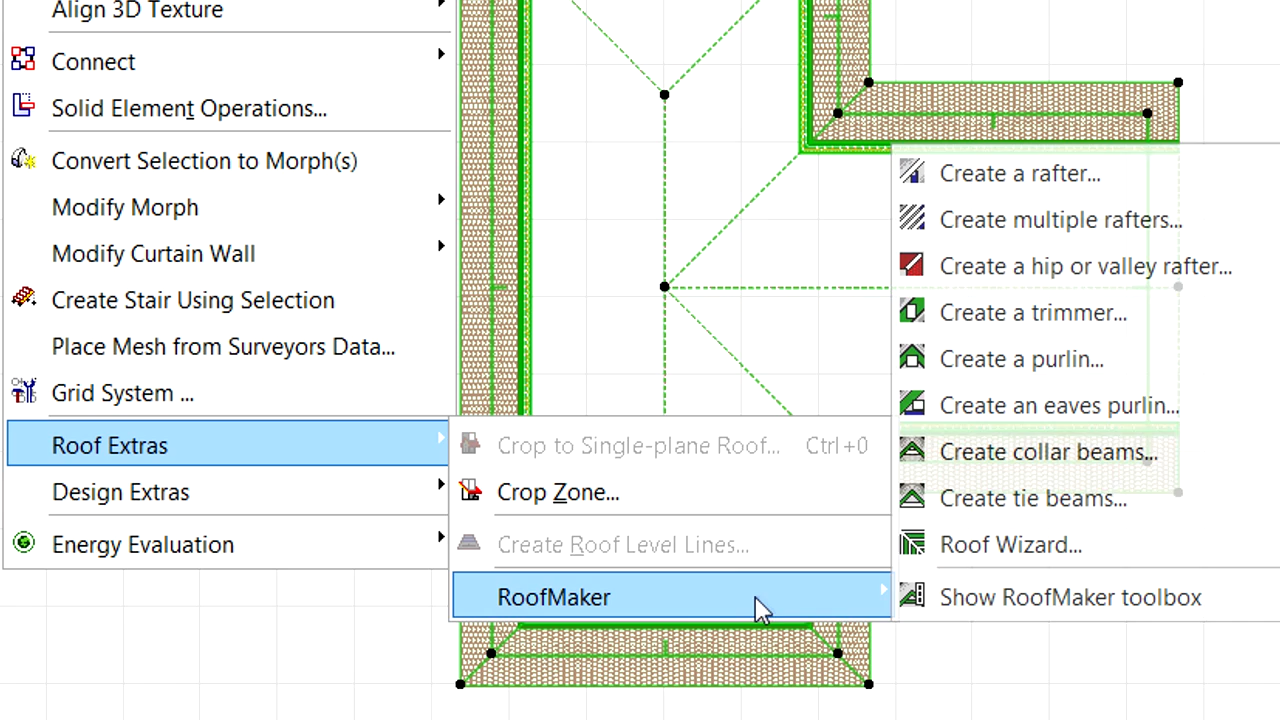 Align 3D Texture
Connect
Solid Element Operations...
Convert Selection to Morph(s)
Modify Morph
Modify Curtain Wall
Create Stair Using Selection
Place Mesh from Surveyors Data...
Grid System ...
Roof Extras
Design Extras
Energy Evaluation
Crop to Single-plane Roof... Ctrl+0
Crop Zone...
Create Roof Level Lines...
RoofMaker
Create a rafter...
Create multiple rafters...
Create a hip or valley rafter...
Create a trimmer...
Create a purlin...
Create an eaves purlin...
Create collar beams...
Create tie beams...
Roof Wizard...
Show RoofMaker toolbox